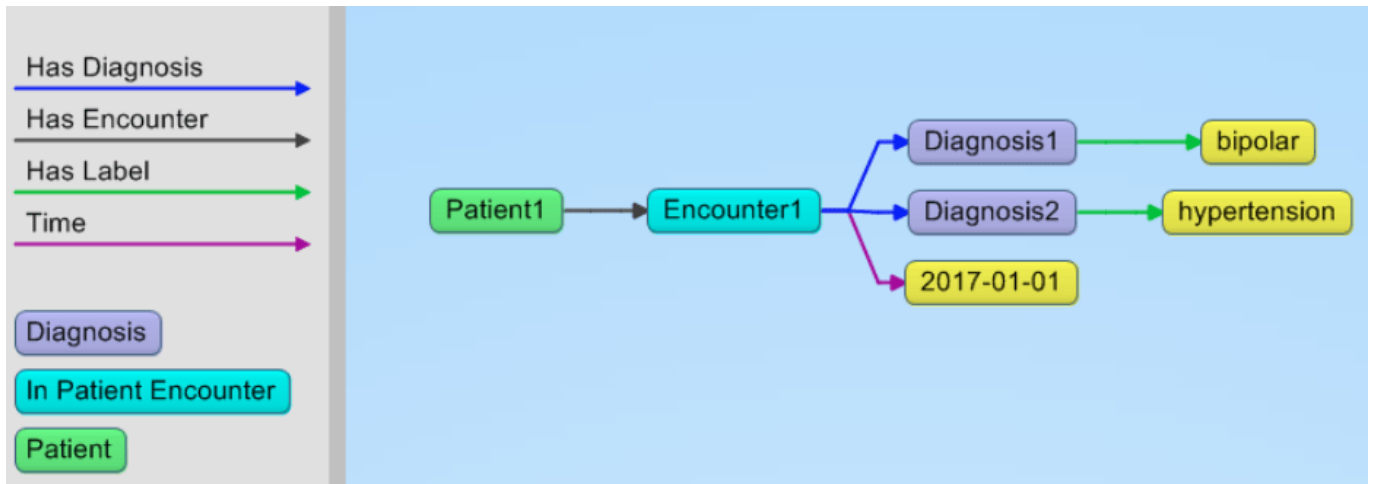 Has Diagnosis
Has Encounter
Has Label
Time
Diagnosis
In Patient Encounter
Patient
Patient1
Encounter1
Diagnosis1
bipolar
Diagnosis2
hypertension
2017-01-01